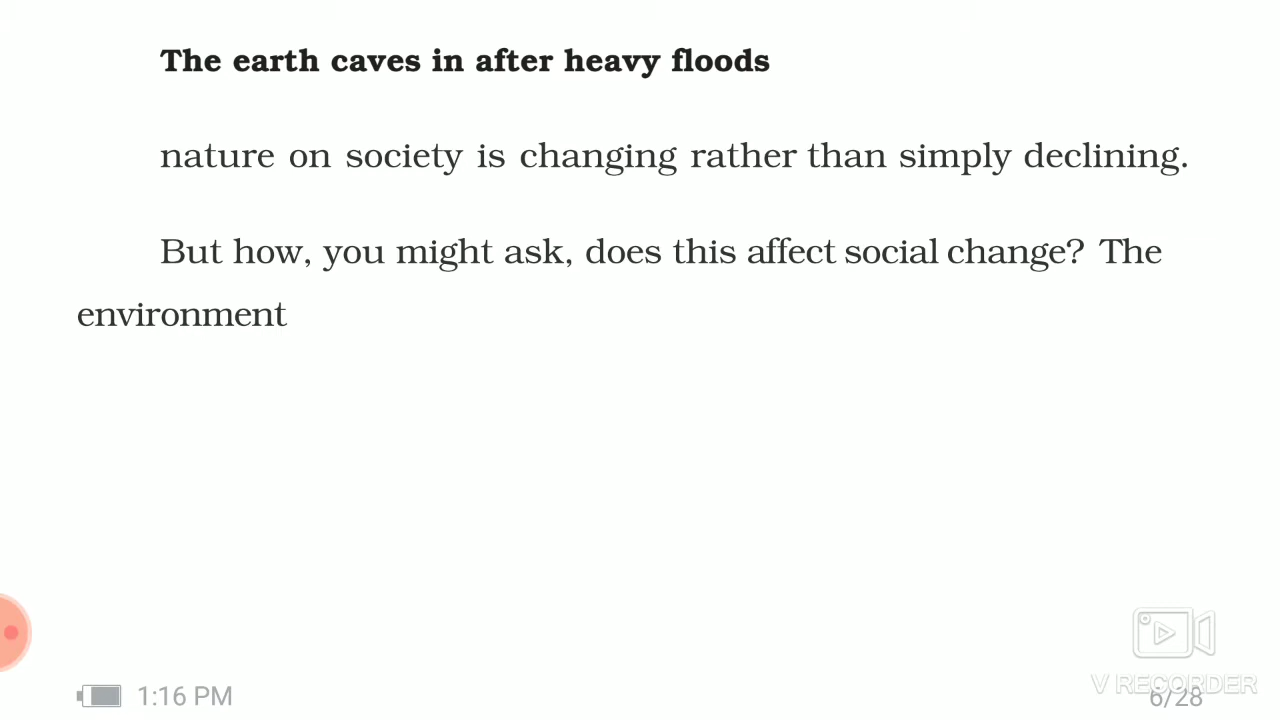 The earth caves in after heavy floods
nature on society is changing rather than simply declining.
But how, you might ask, does this affect social change? The
environment
1:16 PM
V RECORDER
6/28